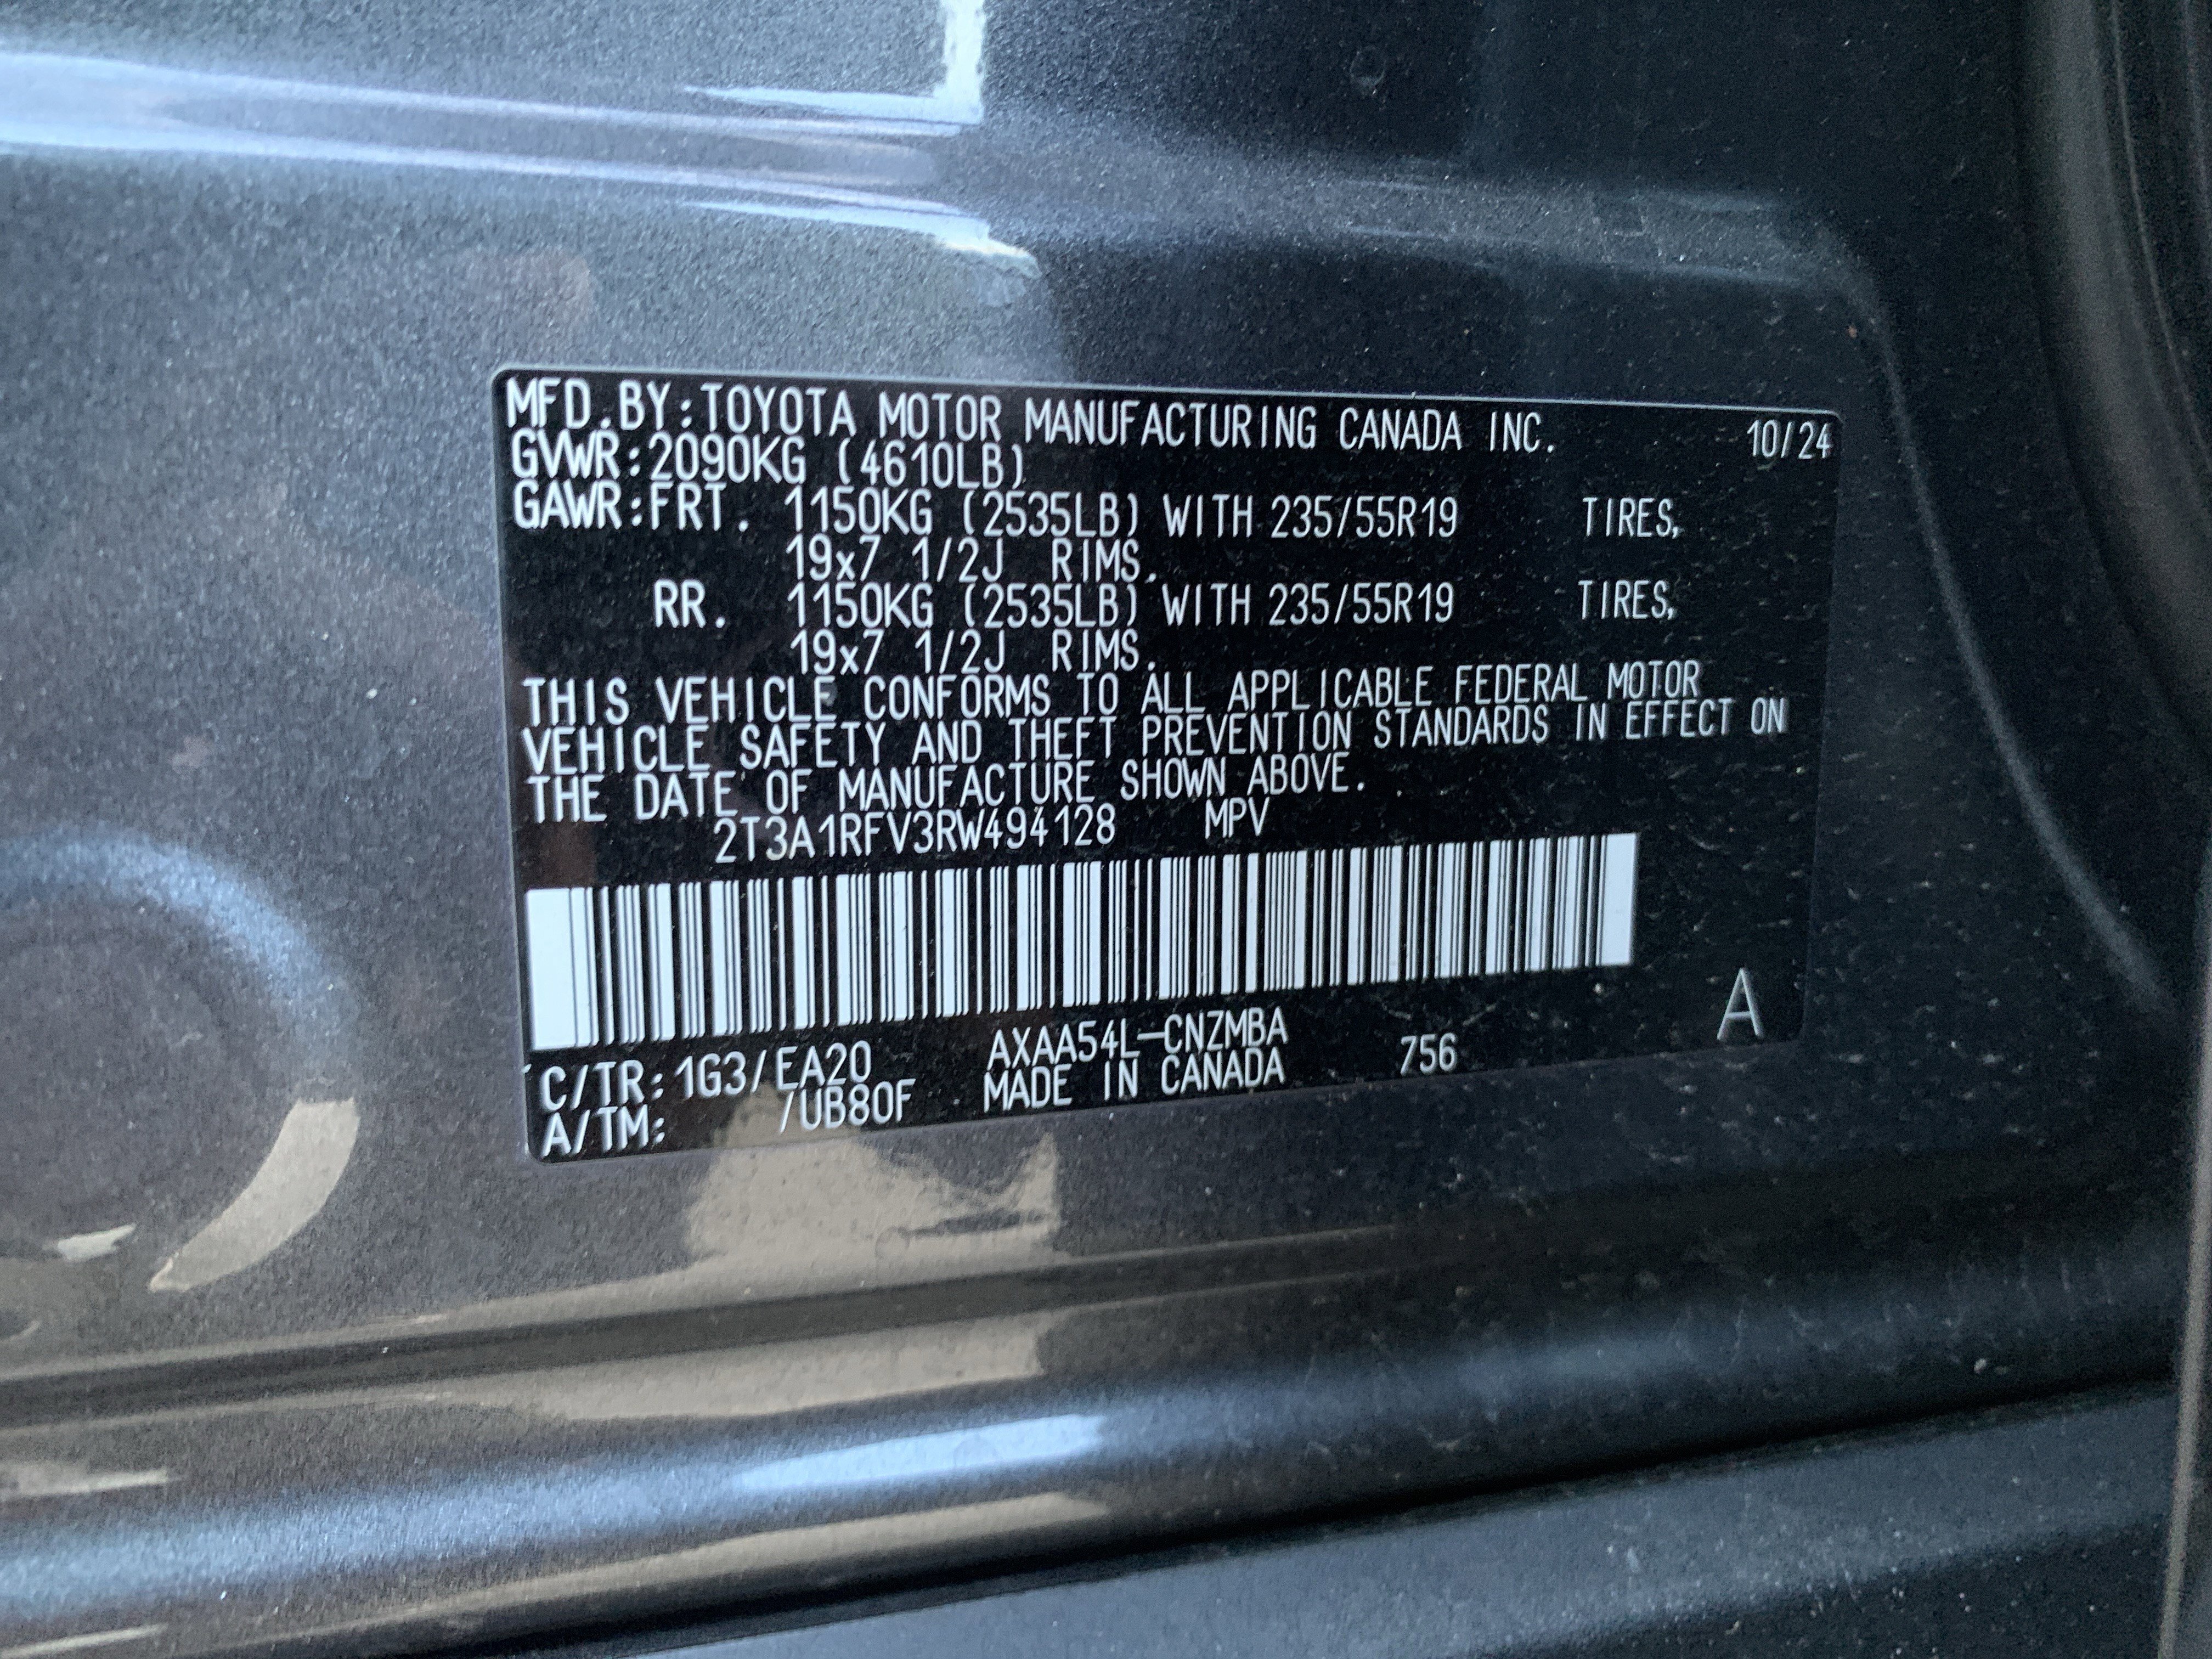 MFD.BY:TOYOTA MOTOR MANUFACTURING CANADA INC. 10/24
GVWR:2090KG (4610LB)
GAWR:FRT. 1150KG (2535LB) WITH 235/55R19 TIRES,
19x7 1/2J RIMS.
RR. 1150KG (2535LB) WITH 235/55R19 TIRES,
19x7 1/2J RIMS.
THIS VEHICLE CONFORMS TO ALL APPLICABLE FEDERAL MOTOR
VEHICLE SAFETY AND THEFT PREVENTION STANDARDS IN EFFECT ON
THE DATE OF MANUFACTURE SHOWN ABOVE.
2T3A1RFV3RW494128 MPV
A
C/TR:1G3/EA20 AXAA54L-CNZMBA
A/TM: /UB80F MADE IN CANADA 756